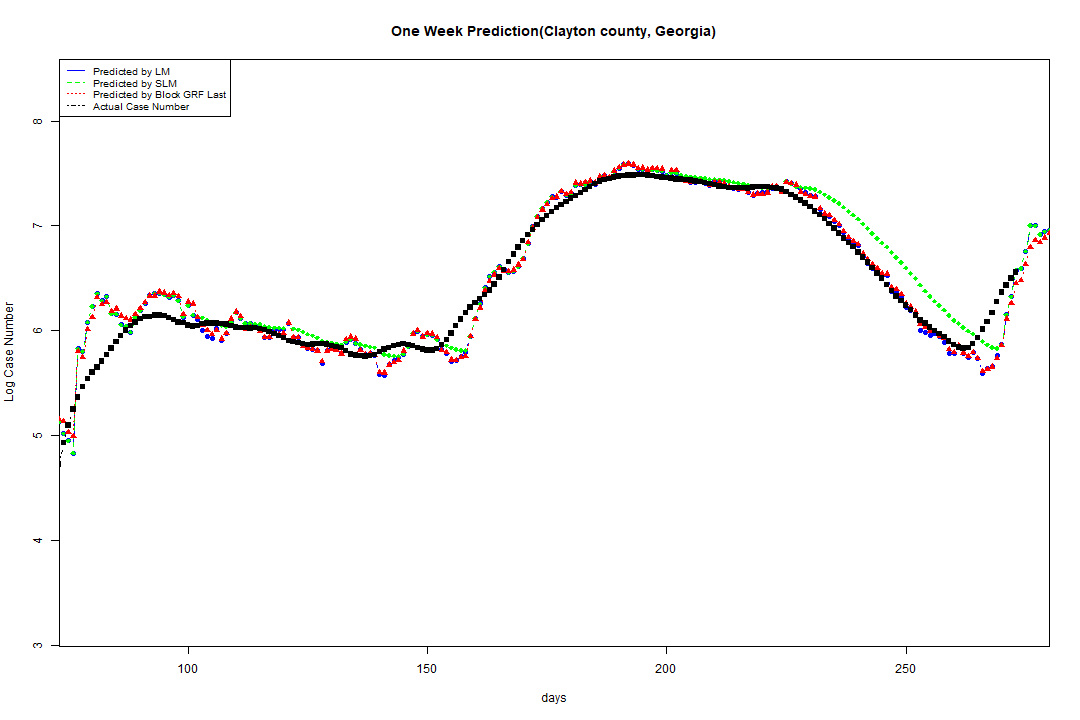 One Week Prediction(Clayton county, Georgia)
Predicted by LM
Predicted by SLM
Predicted by Block GRF Last
Actual Case Number
8
7
6
5
4
3
Log Case Number
100 150 200 250
days